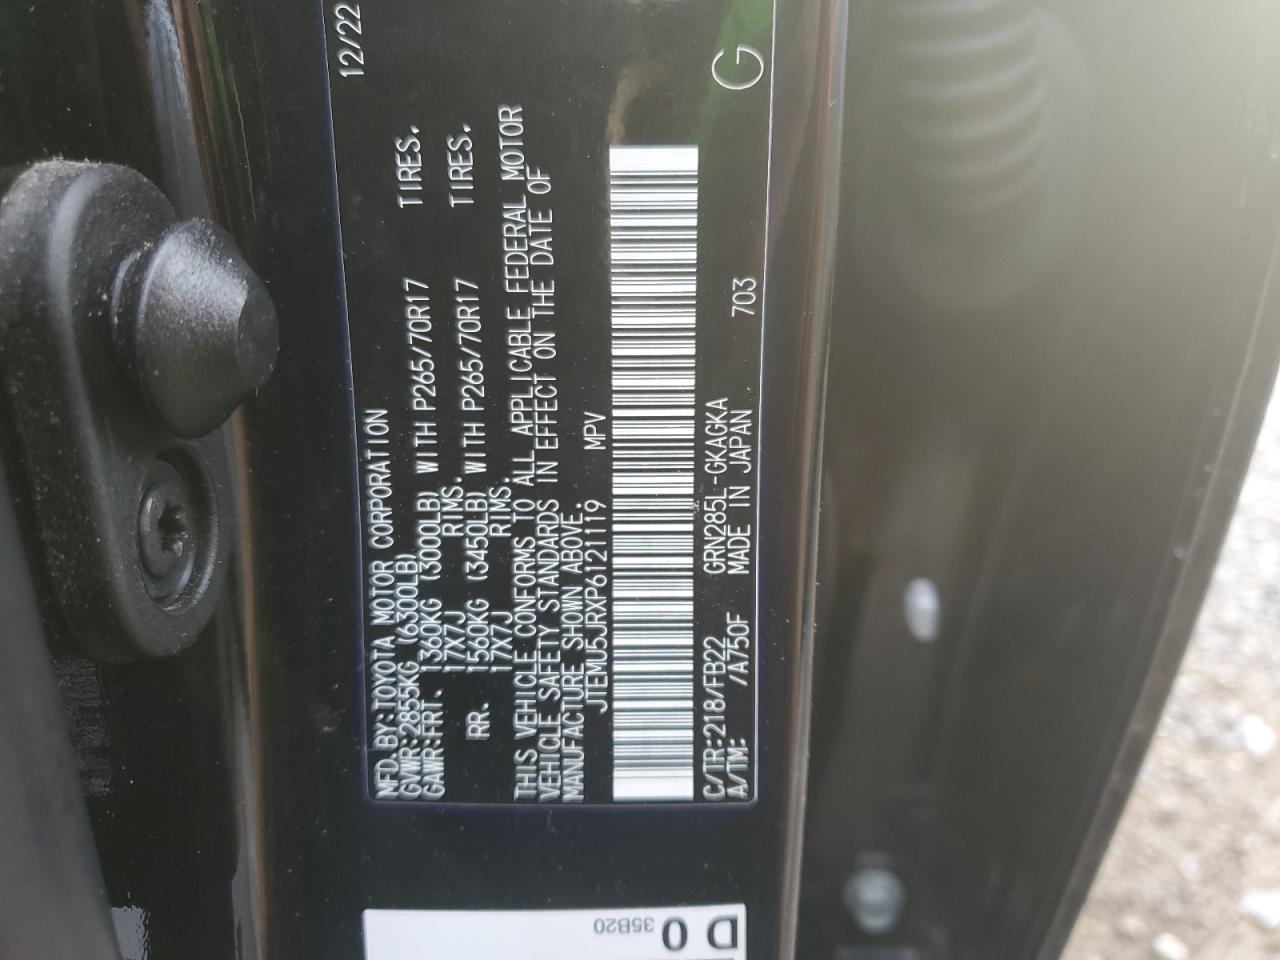 MFD.BY:TOYOTA MOTOR CORPORATION 12/22
GVWR:2855KG (6300LB)
GAWR:FRT. 1360KG (3000LB) WITH P265/70R17 TIRES.
17X7J RIMS.
RR. 1560KG (3450LB) WITH P265/70R17 TIRES.
17X7J RIMS.
THIS VEHICLE CONFORMS TO ALL APPLICABLE FEDERAL MOTOR
VEHICLE SAFETY STANDARDS IN EFFECT ON THE DATE OF
MANUFACTURE SHOWN ABOVE.
JTEMU5JRXP6121119 MPV
C/TR:218/FB22 GRN285L-GKAGKA
A/TM: /A750F MADE IN JAPAN 703 G
D 0
35B20